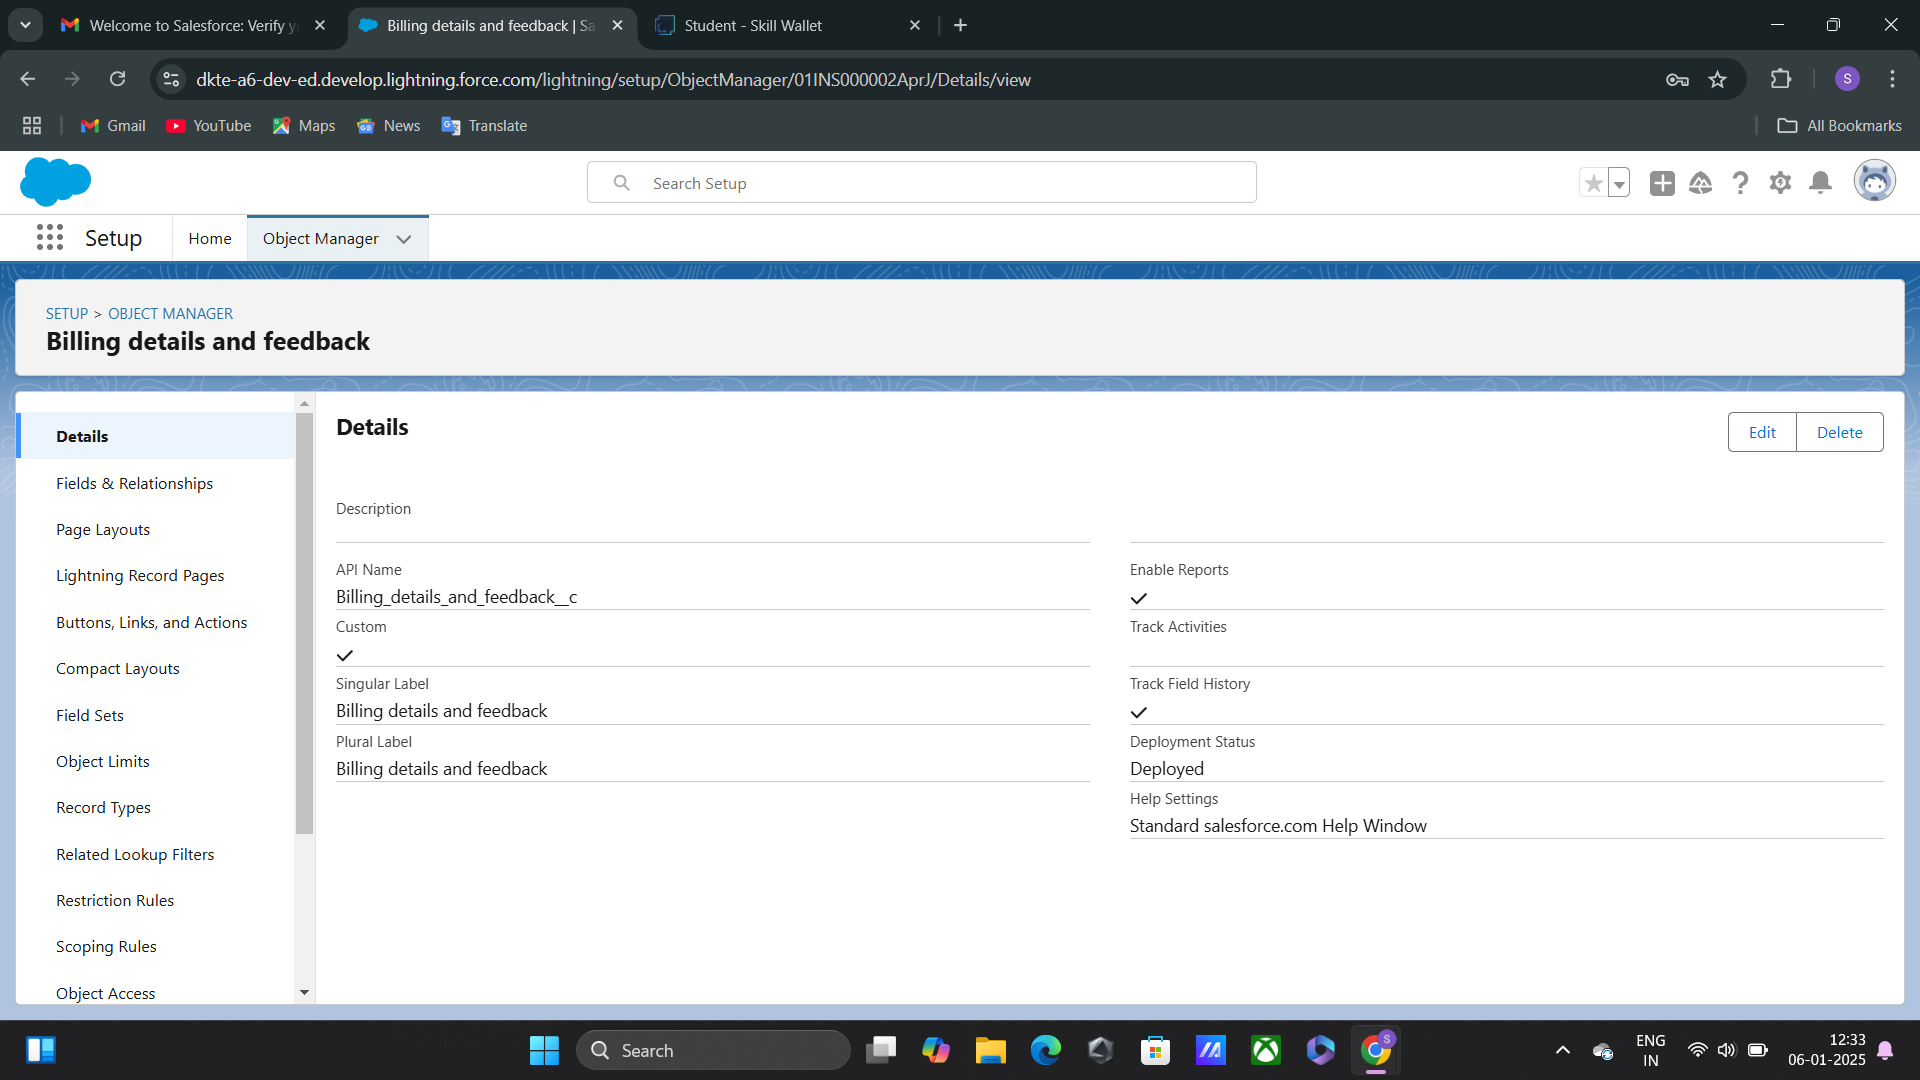 Welcome to Salesforce: Verify y
Billing details and feedback | Sa
Student - Skill Wallet
dkte-a6-dev-ed.develop.lightning.force.com/lightning/setup/ObjectManager/01INS000002AprJ/Details/view
S
Gmail
YouTube
Maps
News
Translate
All Bookmarks
Search Setup
Setup
Home
Object Manager
SETUP > OBJECT MANAGER
Billing details and feedback
Details
Fields & Relationships
Page Layouts
Lightning Record Pages
Buttons, Links, and Actions
Compact Layouts
Field Sets
Object Limits
Record Types
Related Lookup Filters
Restriction Rules
Scoping Rules
Object Access
Details
Edit
Delete
Description
API Name
Billing_details_and_feedback__c
Custom
Singular Label
Billing details and feedback
Plural Label
Billing details and feedback
Enable Reports
Track Activities
Track Field History
Deployment Status
Deployed
Help Settings
Standard salesforce.com Help Window
Search
S
ENG
IN
12:33
06-01-2025